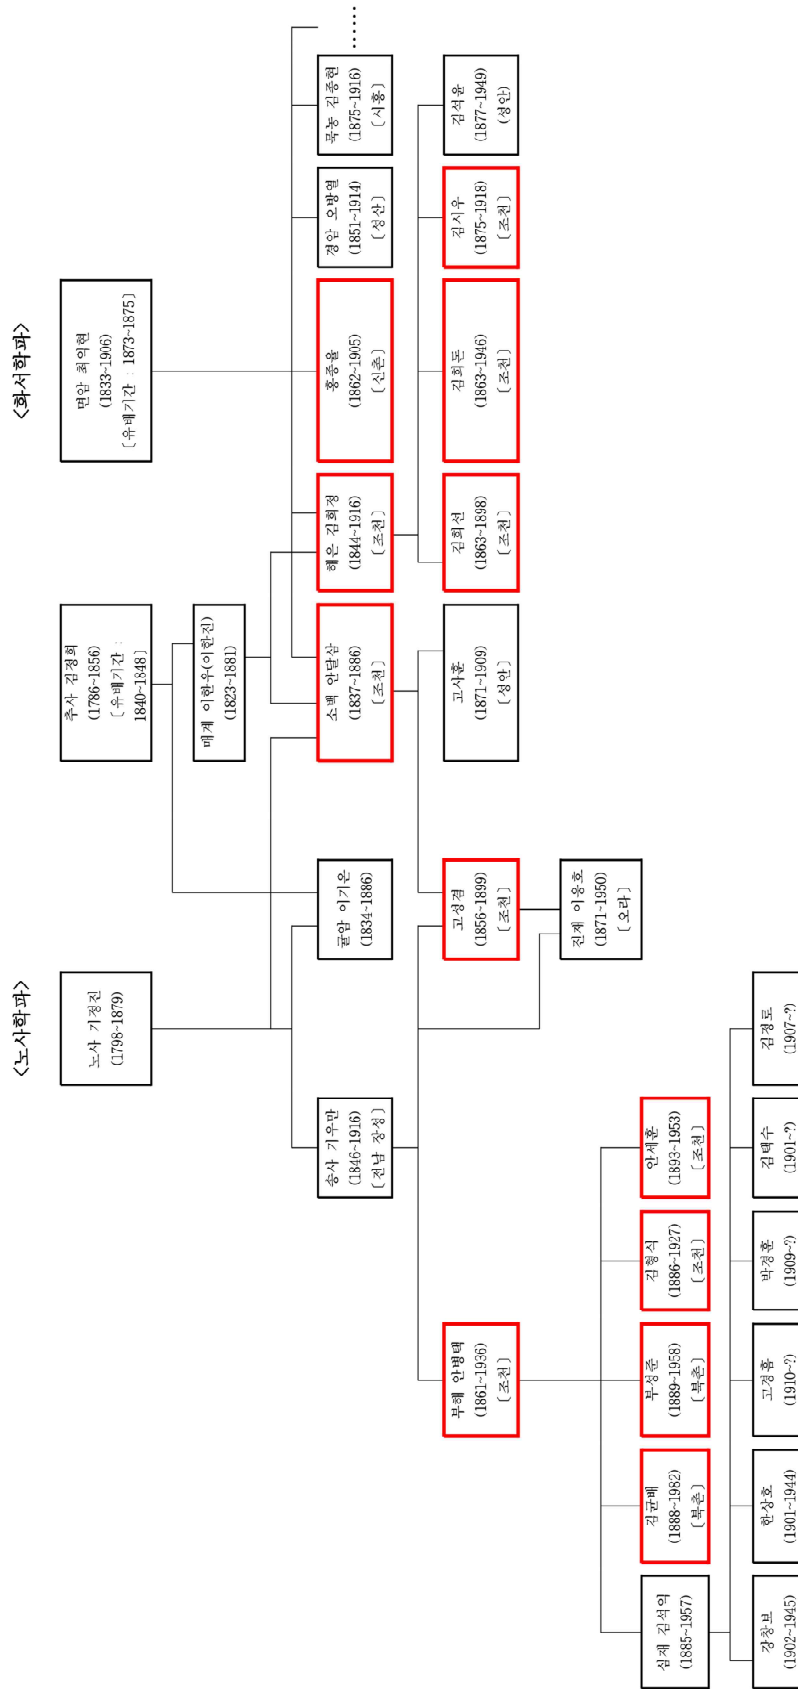 <노사학파>
<화서학파>
노사 기정진
(1798~1879)
추사 김정희
(1786~1856)
[유배기간 :
1840~1848]
면암 최익현
(1833~1906)
[유배기간 : 1873~1875]
매계 이한우(이한진)
(1823~1881)
송사 기우만
(1846~1916)
[전남 장성]
귤암 이기온
(1834~1886)
소백 안달삼
(1837~1886)
[조천]
해은 김희정
(1844~1916)
[조천]
홍종율
(1862~1905)
[신촌]
경암 오방열
(1851~1914)
[성산]
목농 김종현
(1875~1916)
[시흥]
부해 안병택
(1861~1936)
[조천]
고성겸
(1856~1899)
[조천]
고사훈
(1871~1909)
[성안]
김희선
(1863~1898)
[조천]
김희돈
(1863~1946)
[조천]
김시우
(1875~1918)
[조천]
김석윤
(1877~1949)
(성안)
진재 이응호
(1871~1950)
[오라]
심재 김석익
(1885~1957)
김균배
(1888~1982)
[북촌]
부성준
(1889~1958)
[북촌]
김형식
(1886~1927)
[조천]
안세훈
(1893~1953)
[조천]
강창보
(1902~1945)
한상호
(1901~1944)
고경흠
(1910~?)
박경훈
(1909~?)
김택수
(1901~?)
김정로
(1907~?)